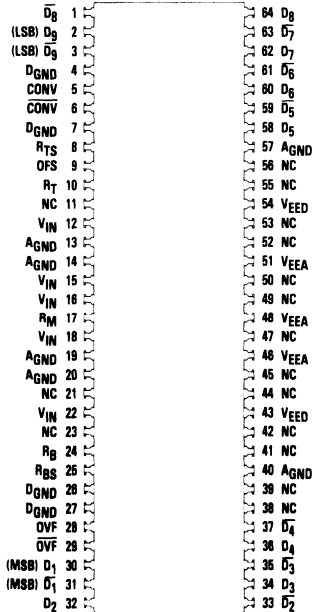 D̅8̅ 1
(LSB) D9 2
(LSB) D̅9̅ 3
DGND 4
CONV 5
C̅O̅N̅V̅ 6
DGND 7
RTS 8
OFS 9
RT 10
NC 11
VIN 12
AGND 13
AGND 14
VIN 15
VIN 16
RM 17
VIN 18
AGND 19
AGND 20
NC 21
VIN 22
NC 23
RB 24
RBS 25
DGND 26
DGND 27
OVF 28
O̅V̅F̅ 29
(MSB) D1 30
(MSB) D̅1̅ 31
D2 32
64 D8
63 D̅7̅
62 D7
61 D̅6̅
60 D6
59 D̅5̅
58 D5
57 AGND
56 NC
55 NC
54 VEED
53 NC
52 NC
51 VEEA
50 NC
49 NC
48 VEEA
47 NC
46 VEEA
45 NC
44 NC
43 VEED
42 NC
41 NC
40 AGND
39 NC
38 NC
37 D̅4̅
36 D4
35 D̅3̅
34 D3
33 D̅2̅